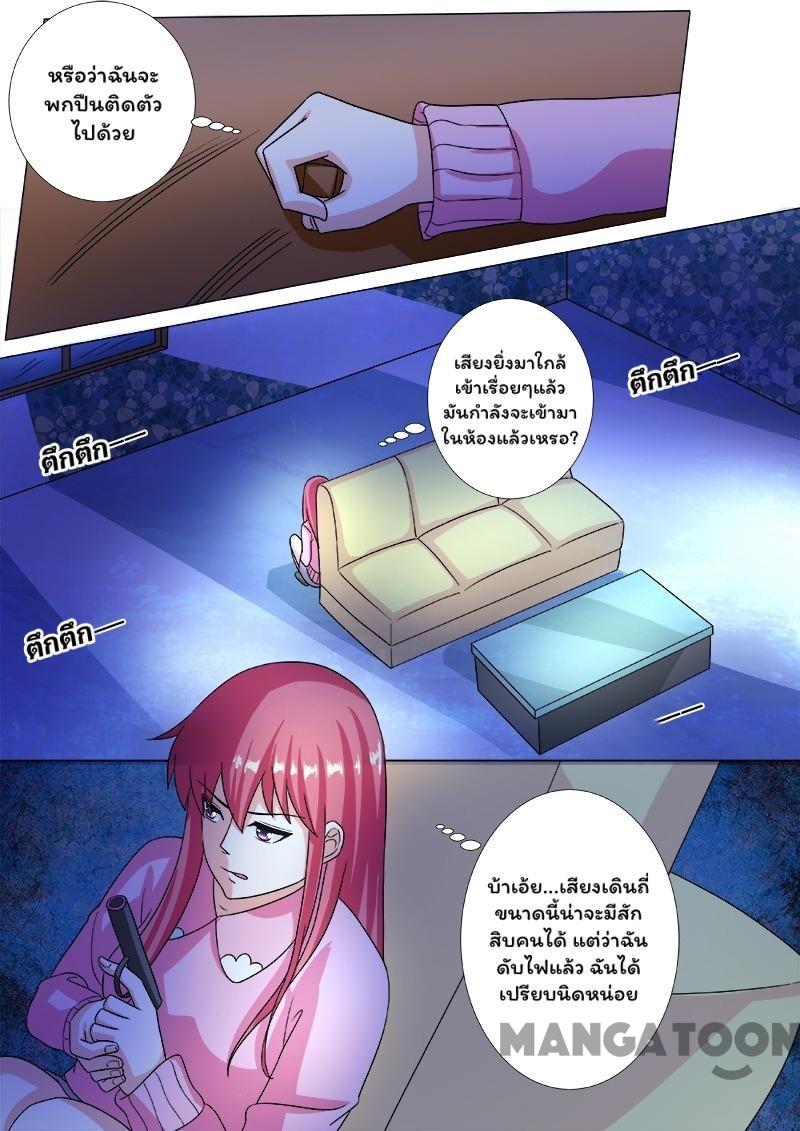 หรือว่าฉันจะ
พกปืนติดตัว
ไปด้วย
เสียงยิ่งมาใกล้
เข้าเรื่อยๆแล้ว
มันกำลังจะเข้ามา
ในห้องแล้วเหรอ?
ตึกตึก
ตึกตึก
ตึกตึก
บ้าเอ้ย...เสียงเดินถี่
ขนาดนี้น่าจะมีสัก
สิบคนได้ แต่ว่าฉัน
ดับไฟแล้ว ฉันได้
เปรียบนิดหน่อย
MANGATOON